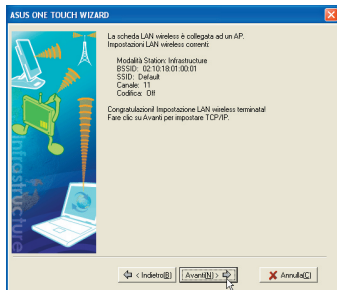 ASUS ONE TOUCH WIZARD
La scheda LAN wireless è collegata ad un AP.
Impostazioni LAN wireless correnti:
Modalità Station: Infrastructure
BSSID: 02:10:18:01:00:01
SSID: Default
Canale: 11
Codifica: Off
Congratulazioni! Impostazione LAN wireless terminata!
Fare clic su Avanti per impostare TCP/IP.
Infrastructure
< Indietro(B)
Avanti(N) >
Annulla(C)